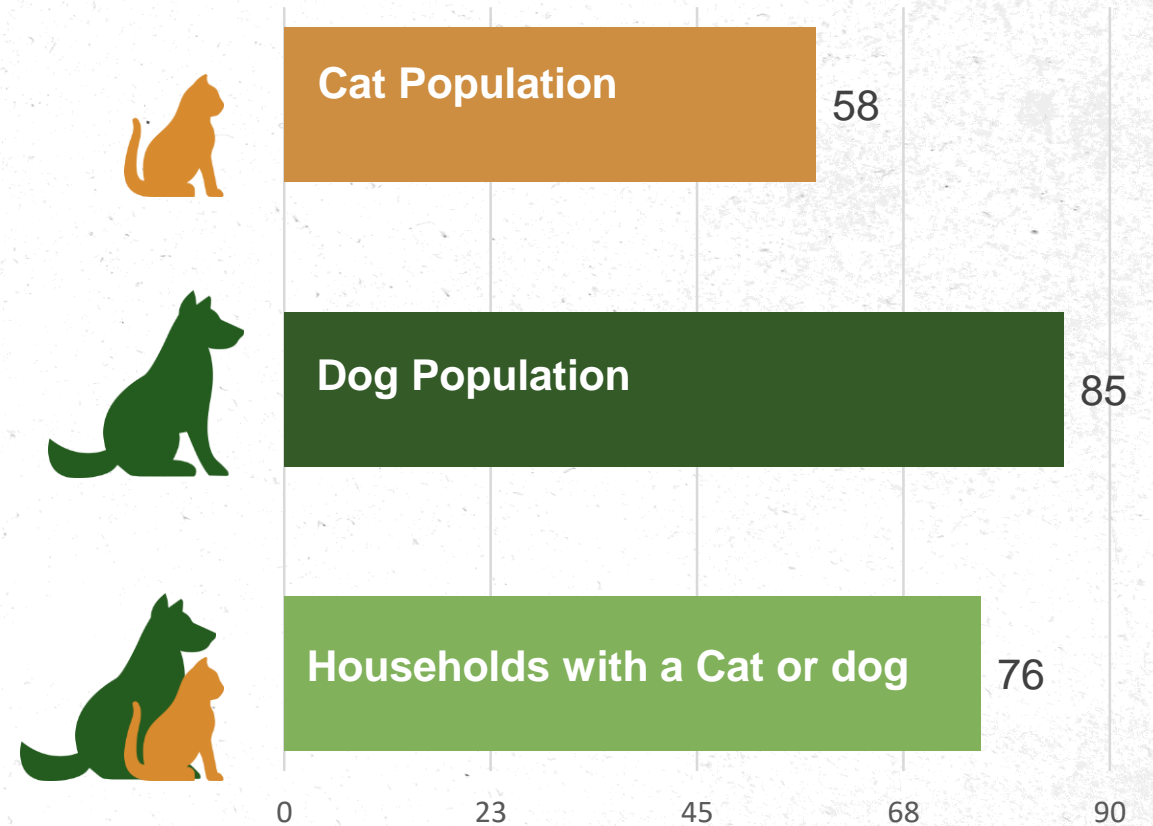 Cat Population
58
Dog Population
85
Households with a Cat or dog
76
0 23 45 68 90